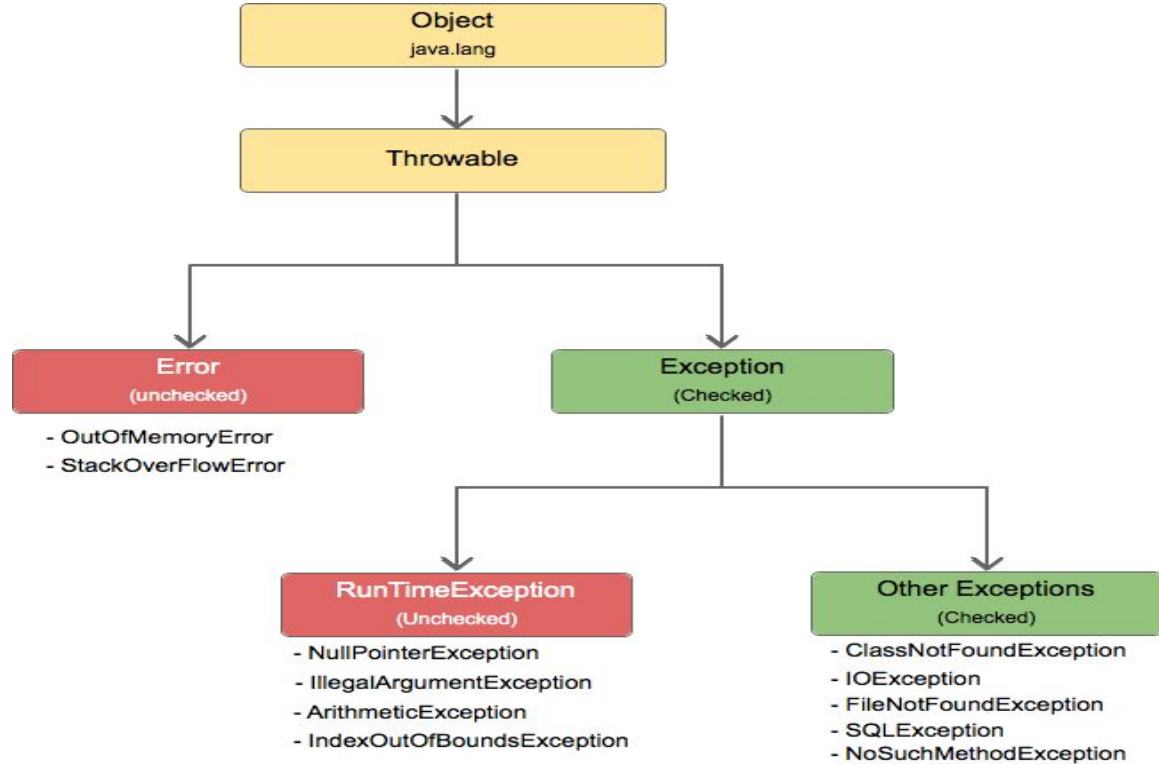 Object
java.lang
Throwable
Error
(unchecked)
- OutOfMemoryError
- StackOverFlowError
Exception
(Checked)
RunTimeException
(Unchecked)
- NullPointerException
- IllegalArgumentException
- ArithmeticException
- IndexOutOfBoundsException
Other Exceptions
(Checked)
- ClassNotFoundException
- IOException
- FileNotFoundException
- SQLException
- NoSuchMethodException